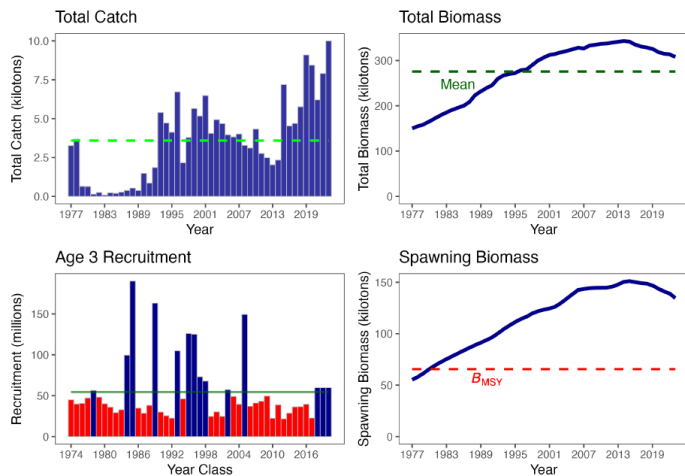 Total Catch
Total Catch (kilotons)
10.0
7.5
5.0
2.5
0.0
1977 1983 1989 1995 2001 2007 2013 2019
Year
Total Biomass
Total Biomass (kilotons)
300
200
100
0
Mean
1977 1983 1989 1995 2001 2007 2013 2019
Year
Age 3 Recruitment
Recruitment (millions)
150
100
50
0
1974 1980 1986 1992 1998 2004 2010 2016
Year Class
Spawning Biomass
Spawning Biomass (kilotons)
150
100
50
0
BMSY
1977 1983 1989 1995 2001 2007 2013 2019
Year